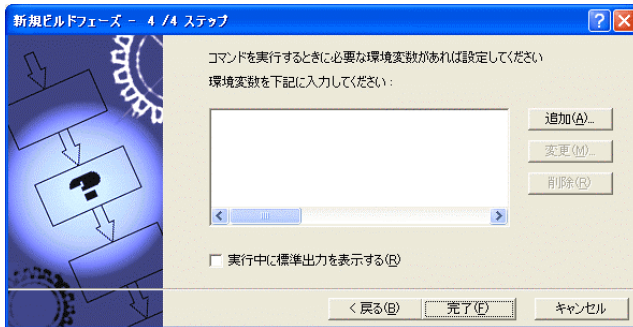 新規ビルドフェーズ － 4 /4 ステップ
コマンドを実行するときに必要な環境変数があれば設定してください
環境変数を下記に入力してください :
追加(A)...
変更(M)...
削除(R)
実行中に標準出力を表示する(R)
< 戻る(B)
完了(F)
キャンセル